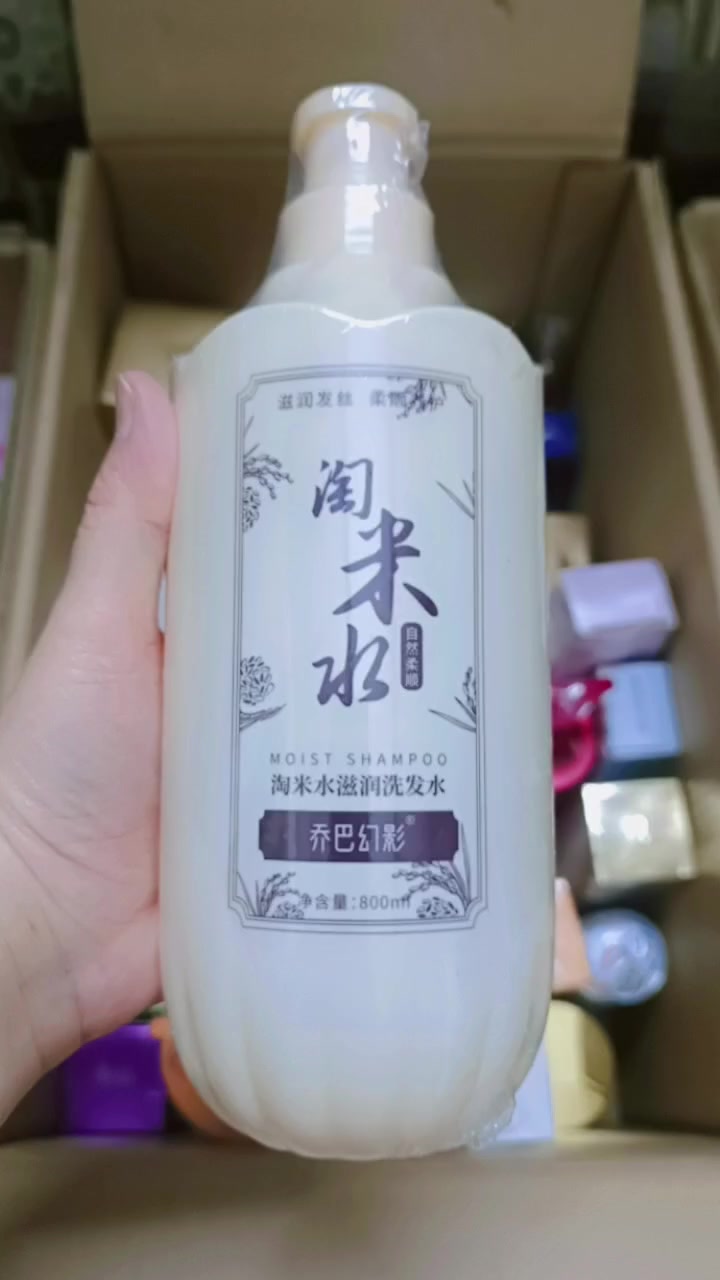 滋润发丝 柔顺
淘米水
自然柔顺
MOIST SHAMPOO
淘米水滋润洗发水
乔巴幻影®
净含量:800ml